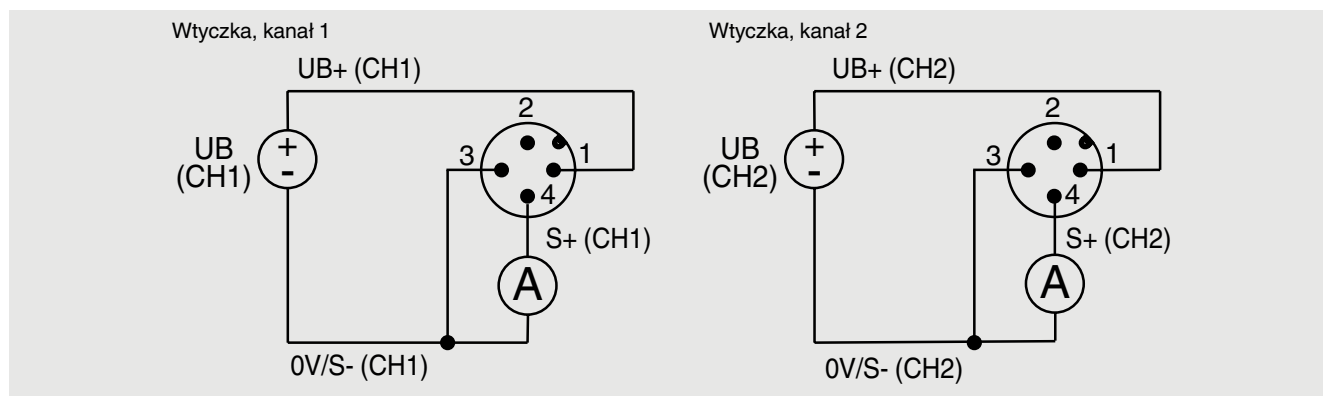 Wtyczka, kanał 1
UB+ (CH1)
2
UB
(CH1)
+
-
3
1
4
S+ (CH1)
A
0V/S- (CH1)
Wtyczka, kanał 2
UB+ (CH2)
2
UB
(CH2)
+
-
3
1
4
S+ (CH2)
A
0V/S- (CH2)